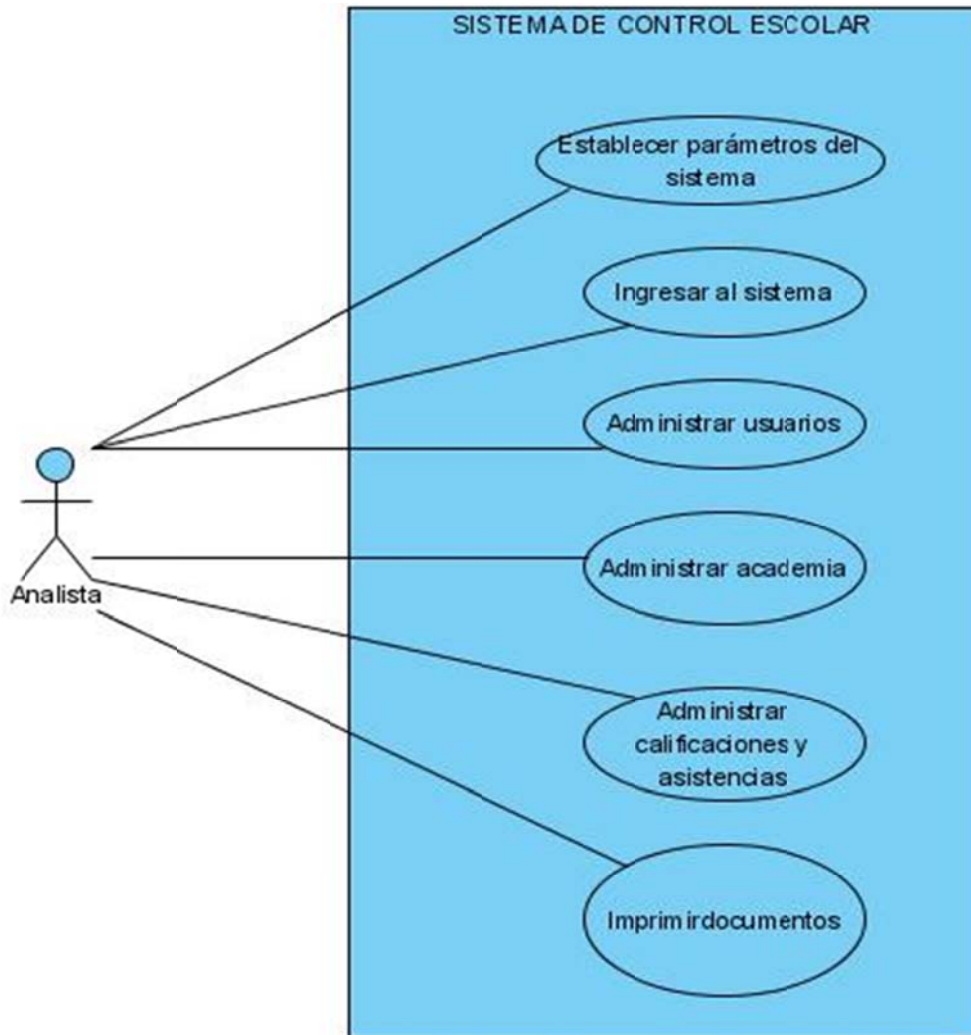 SISTEMA DE CONTROL ESCOLAR
Establecer parámetros del
sistema
Ingresar al sistema
Administrar usuarios
Administrar academia
Analista
Administrar
calificaciones y
asistencias
Imprimirdocumentos